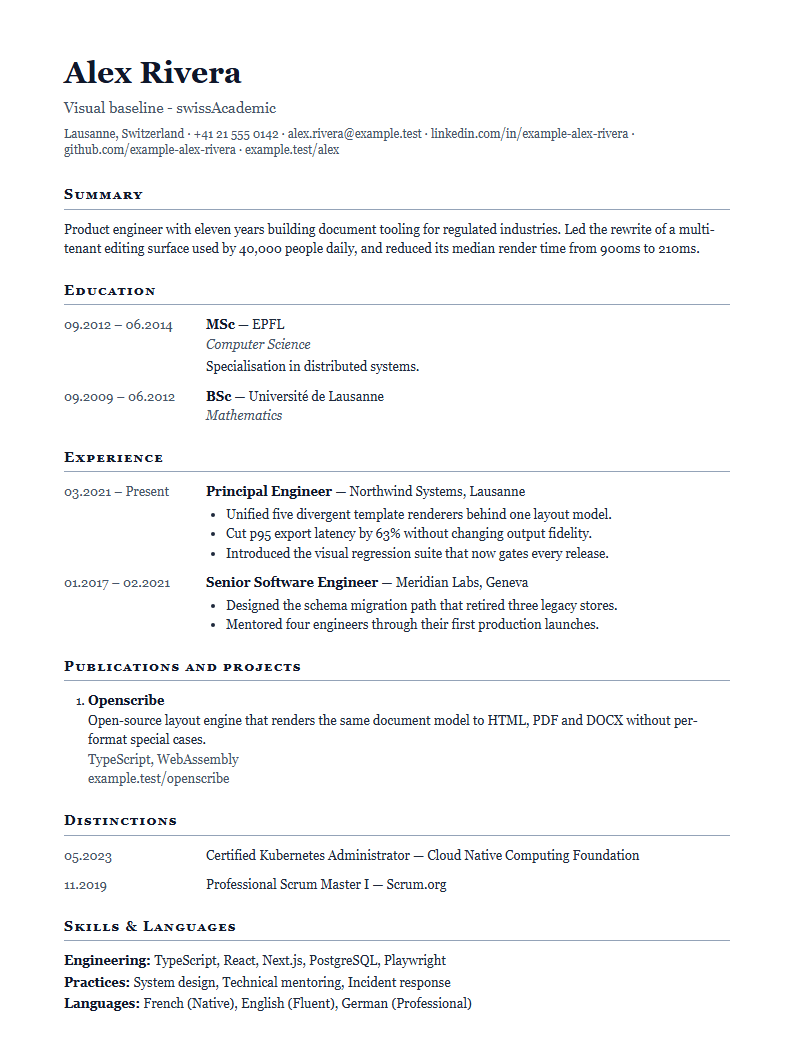 Alex Rivera
Visual baseline - swissAcademic
Lausanne, Switzerland · +41 21 555 0142 · alex.rivera@example.test · linkedin.com/in/example-alex-rivera ·
github.com/example-alex-rivera · example.test/alex
Summary
Product engineer with eleven years building document tooling for regulated industries. Led the rewrite of a multi-
tenant editing surface used by 40,000 people daily, and reduced its median render time from 900ms to 210ms.
Education
09.2012 – 06.2014 MSc — EPFL
Computer Science
Specialisation in distributed systems.
09.2009 – 06.2012 BSc — Université de Lausanne
Mathematics
Experience
03.2021 – Present Principal Engineer — Northwind Systems, Lausanne
• Unified five divergent template renderers behind one layout model.
• Cut p95 export latency by 63% without changing output fidelity.
• Introduced the visual regression suite that now gates every release.
01.2017 – 02.2021 Senior Software Engineer — Meridian Labs, Geneva
• Designed the schema migration path that retired three legacy stores.
• Mentored four engineers through their first production launches.
Publications and projects
1. Openscribe
Open-source layout engine that renders the same document model to HTML, PDF and DOCX without per-
format special cases.
TypeScript, WebAssembly
example.test/openscribe
Distinctions
05.2023 Certified Kubernetes Administrator — Cloud Native Computing Foundation
11.2019 Professional Scrum Master I — Scrum.org
Skills & Languages
Engineering: TypeScript, React, Next.js, PostgreSQL, Playwright
Practices: System design, Technical mentoring, Incident response
Languages: French (Native), English (Fluent), German (Professional)